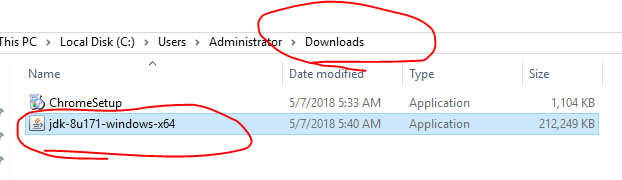 This PC > Local Disk (C:) > Users > Administrator > Downloads
Name Date modified Type Size
ChromeSetup 5/7/2018 5:33 AM Application 1,104 KB
jdk-8u171-windows-x64 5/7/2018 5:40 AM Application 212,249 KB